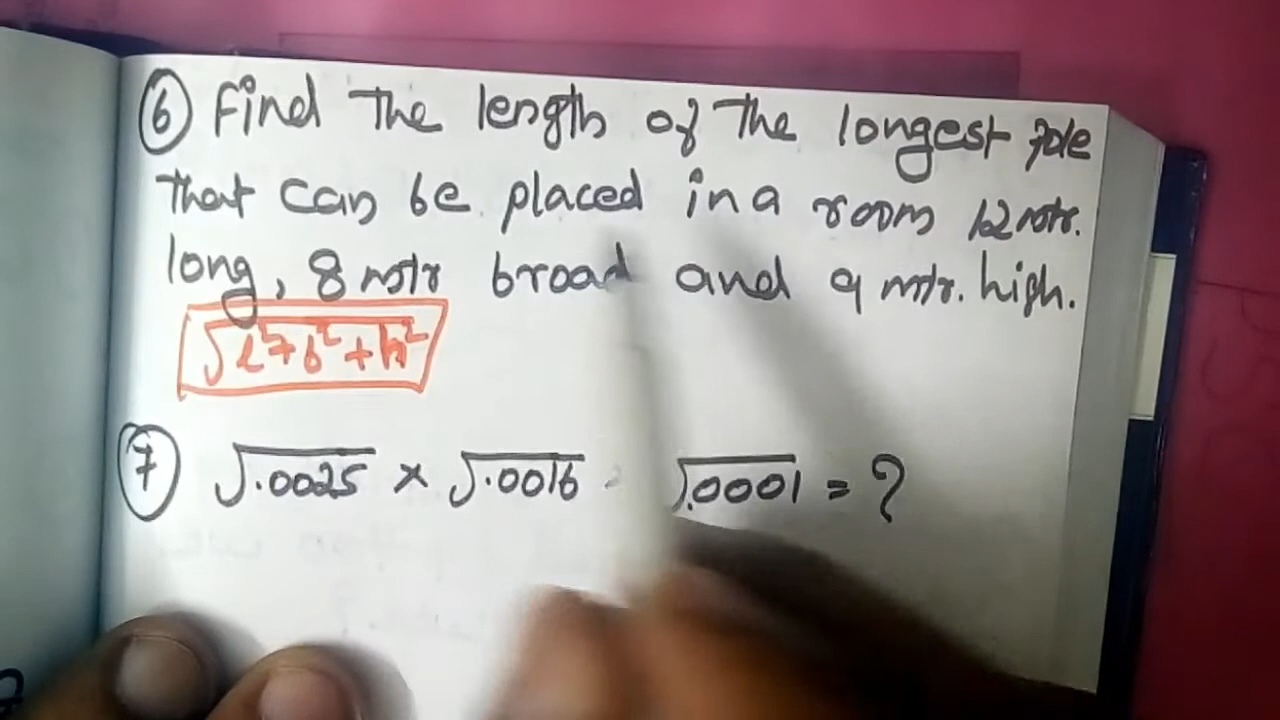 ⑥ Find The length of The longest pole
That can be placed in a room 12 mtr.
long, 8 mtr broad and 9 mtr. high.
√l²+b²+h²
⑦ √.0025 × √.0016 √.0001 = ?